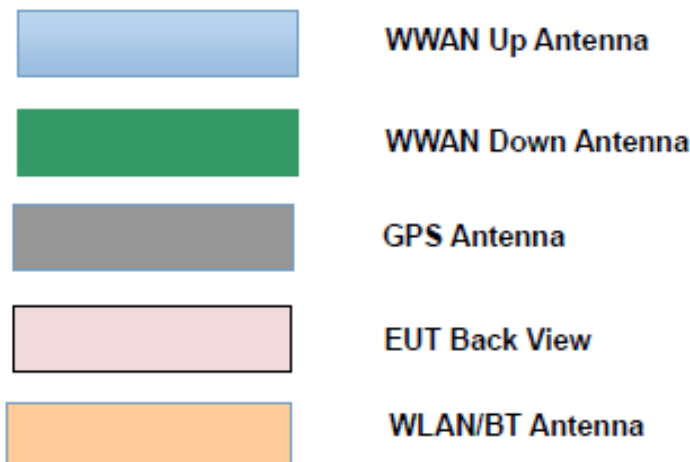 WWAN Up Antenna
WWAN Down Antenna
GPS Antenna
EUT Back View
WLAN/BT Antenna